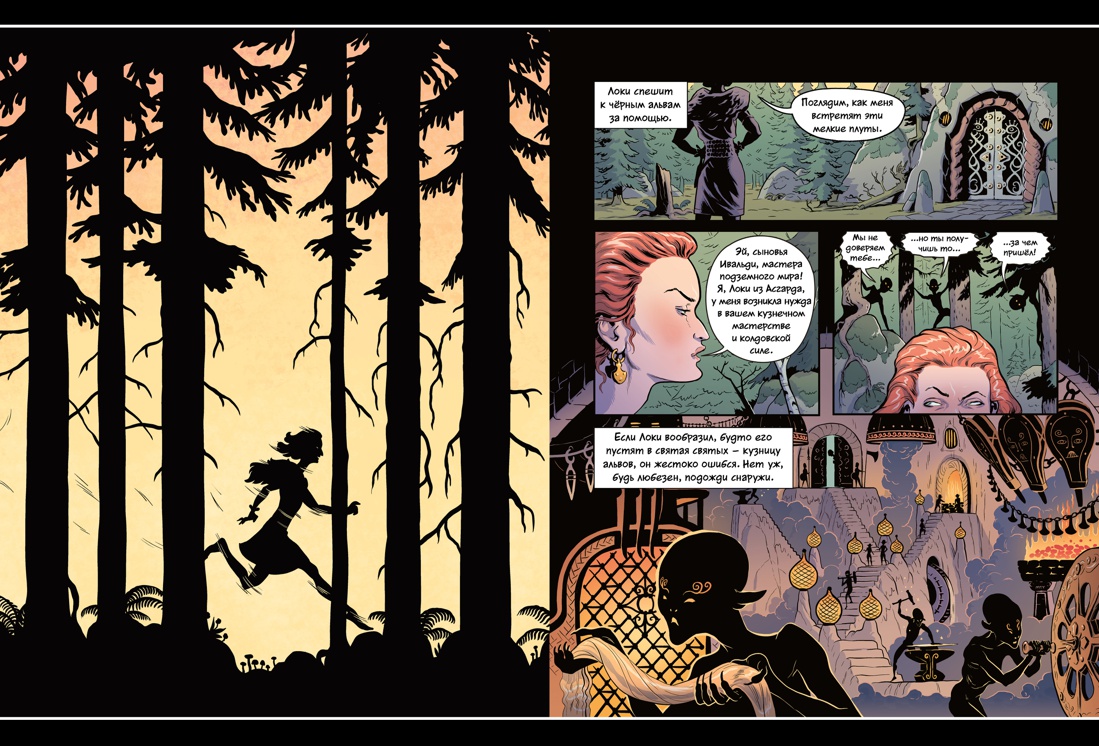 Локи спешит
к чёрным альвам
за помощью.
Поглядим, как меня
встретят эти
мелкие плуты.
Эй, сыновья
Ивальди, мастера
подземного мира!
Я, Локи из Асгарда,
у меня возникла нужда
в вашем кузнечном
мастерстве
и колдовской
силе.
Мы не
доверяем
тебе...
...но ты полу-
чишь то...
...за чем
пришёл!
Если Локи вообразил, будто его
пустят в святая святых – кузницу
альвов, он жестоко ошибся. Нет уж,
будь любезен, подожди снаружи.